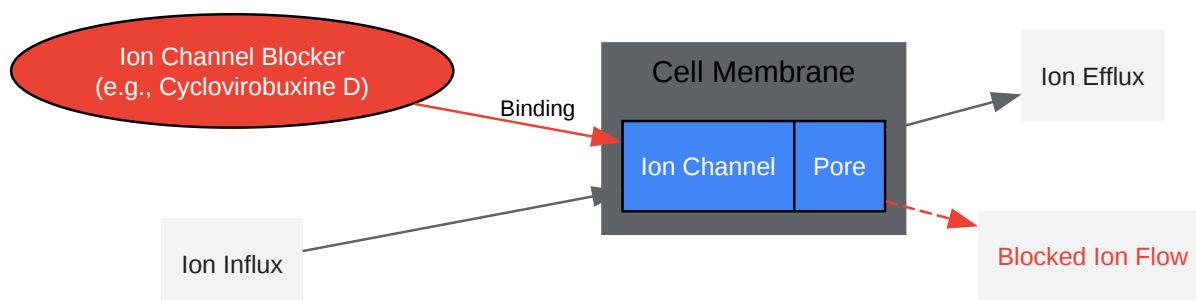 Ion Channel Blocker
(e.g., Cyclovirobuxine D)
Binding
Cell Membrane
Ion Channel
Pore
Ion Efflux
Ion Influx
Blocked Ion Flow